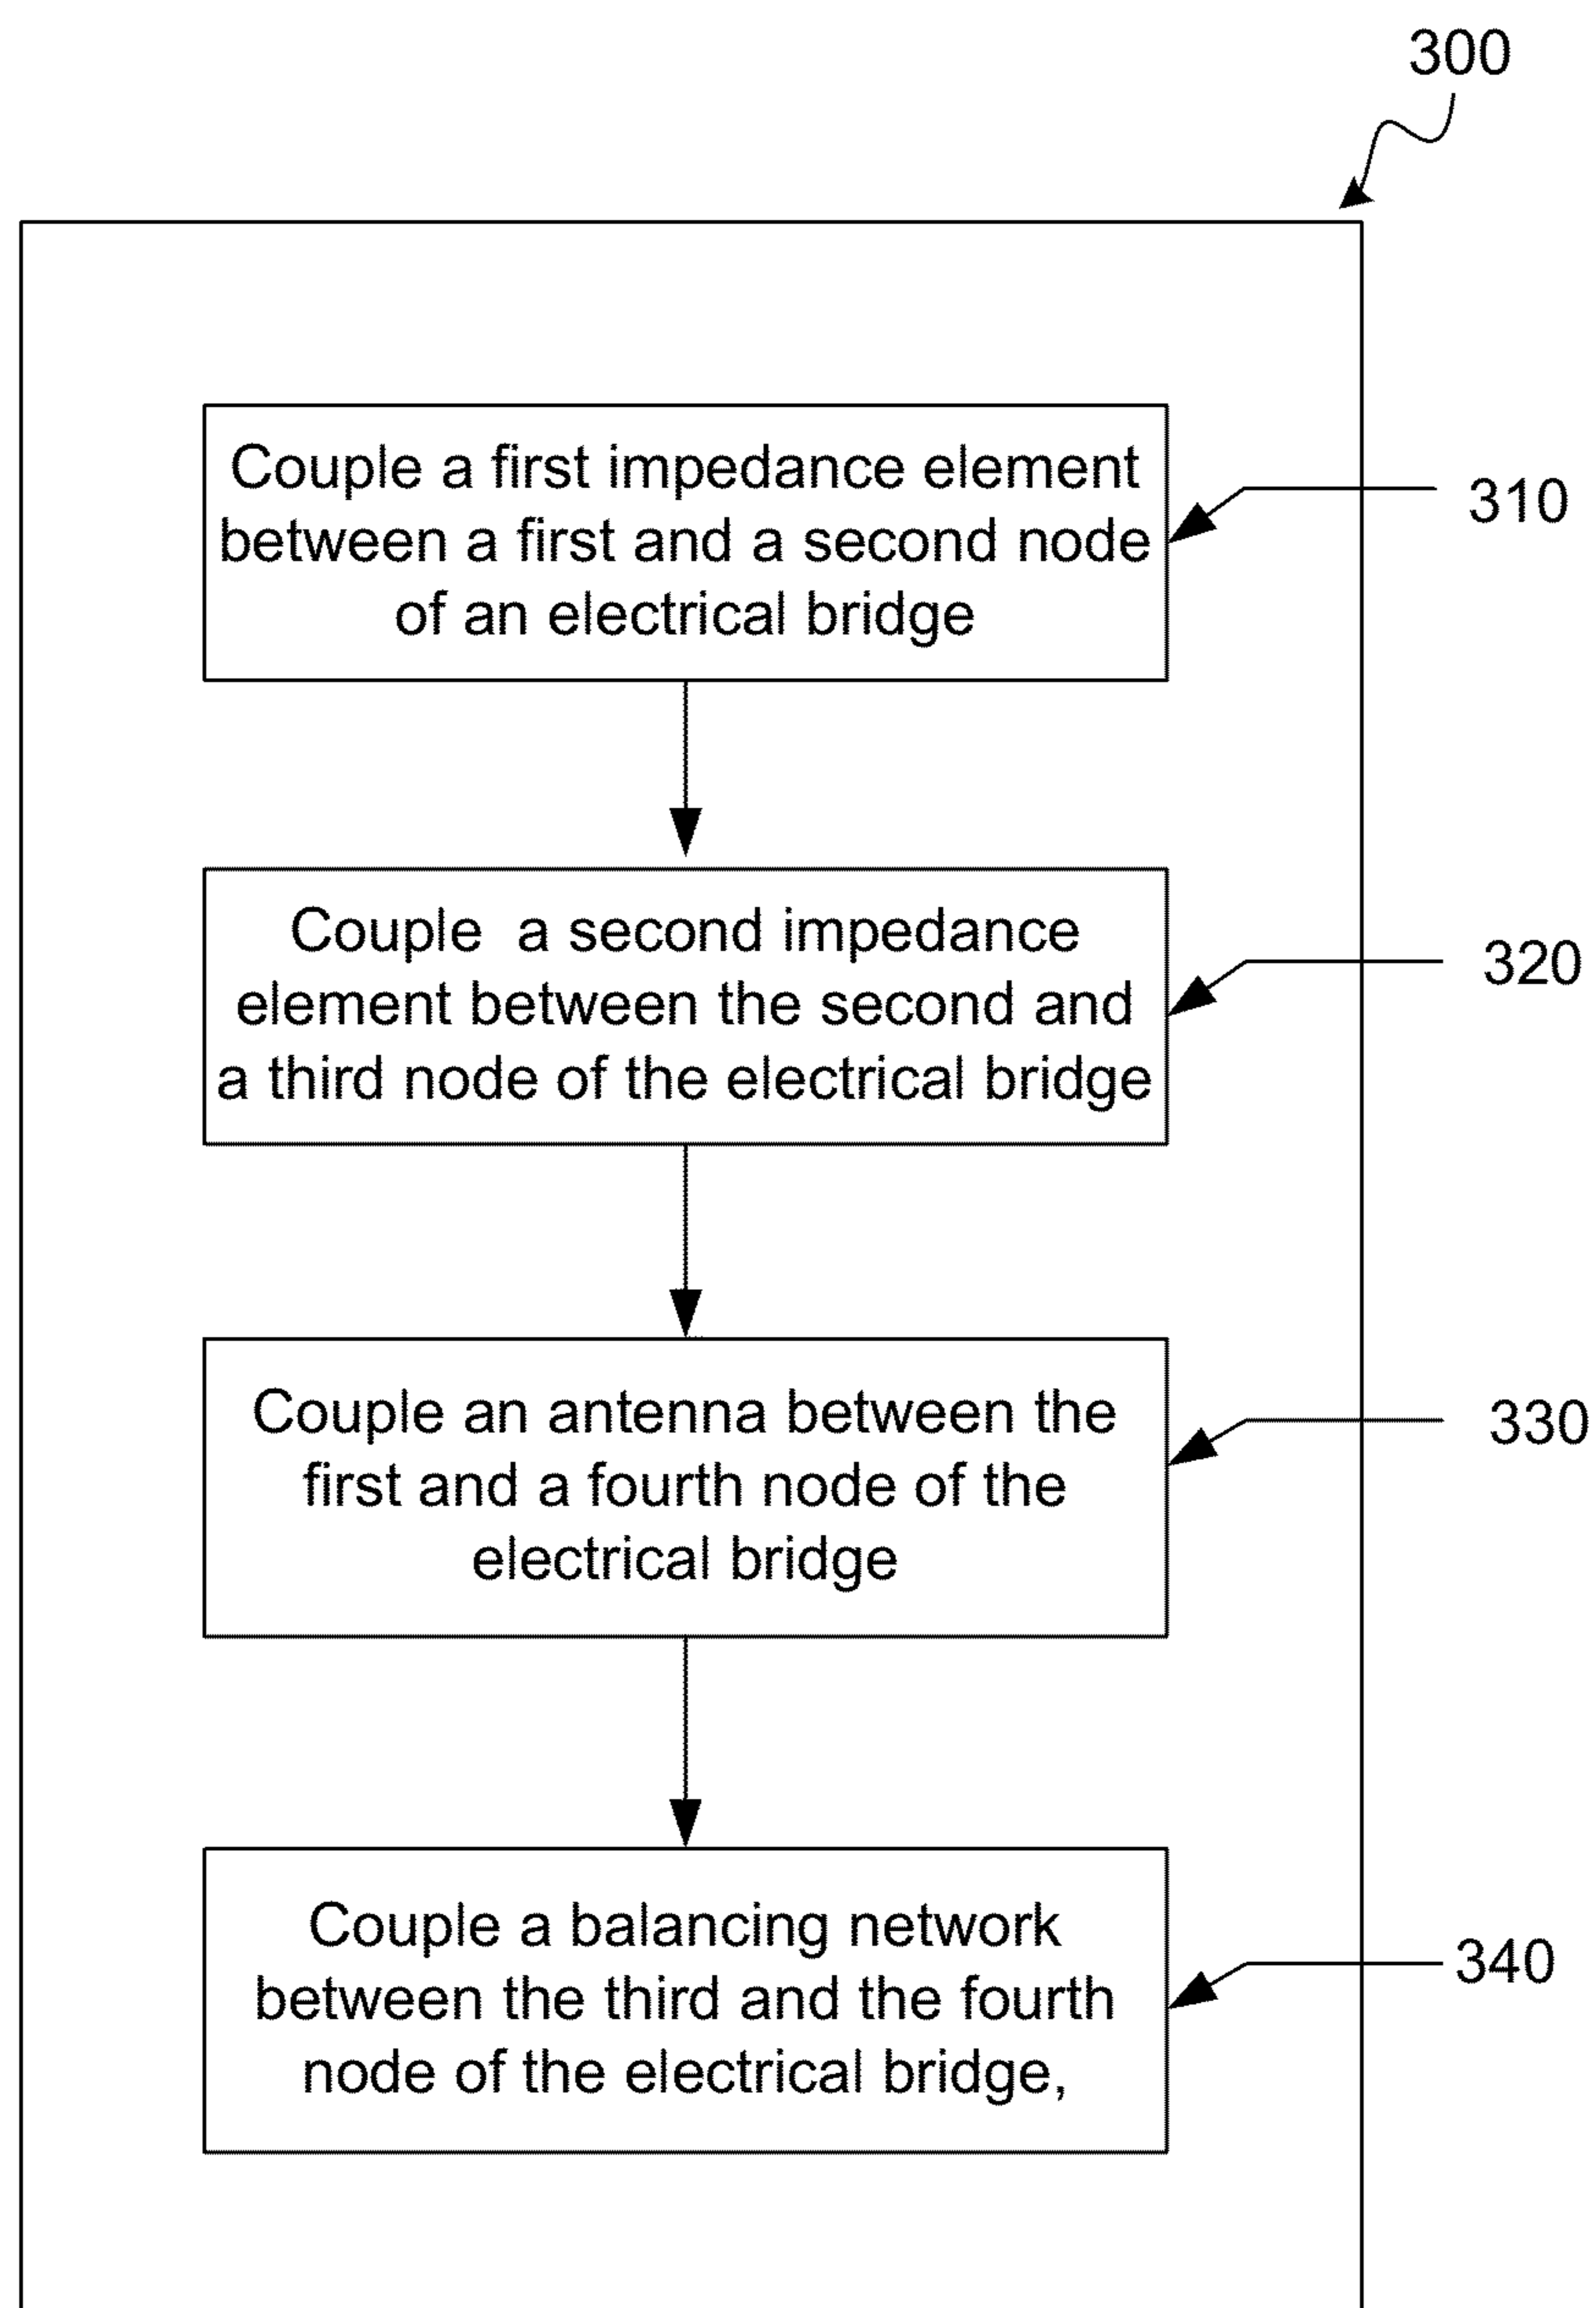 300
Couple a first impedance element
between a first and a second node
of an electrical bridge
310
Couple a second impedance
element between the second and
a third node of the electrical bridge
320
Couple an antenna between the
first and a fourth node of the
electrical bridge
330
Couple a balancing network
between the third and the fourth
node of the electrical bridge,
340